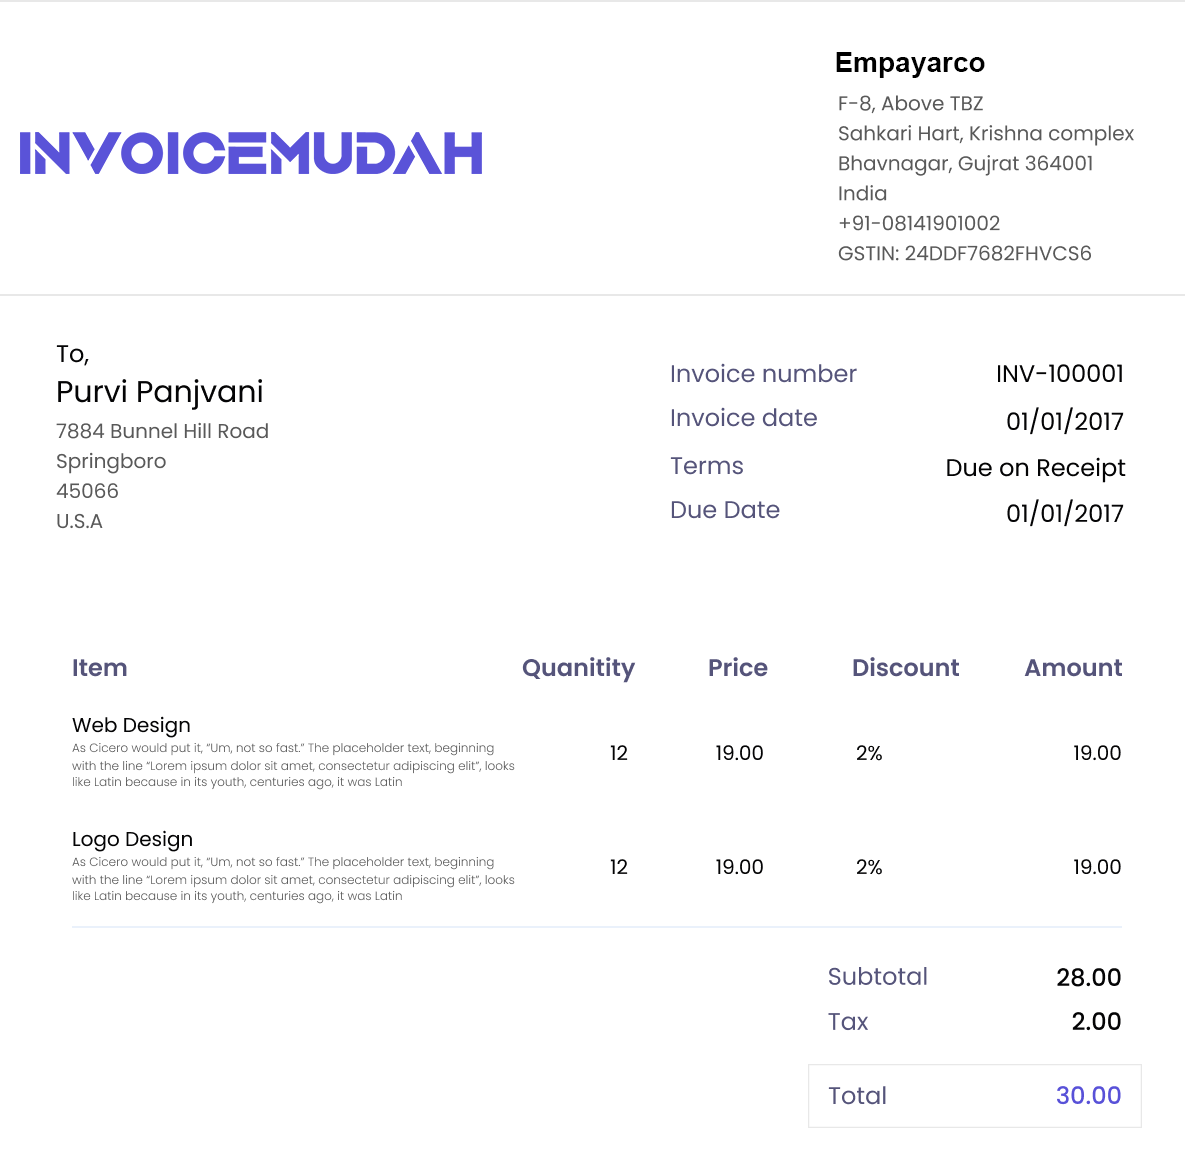 INVOICEMUDAH
Empayarco
F-8, Above TBZ
Sahkari Hart, Krishna complex
Bhavnagar, Gujrat 364001
India
+91-08141901002
GSTIN: 24DDF7682FHVCS6
To,
Purvi Panjvani
7884 Bunnel Hill Road
Springboro
45066
U.S.A
Invoice number INV-100001
Invoice date 01/01/2017
Terms Due on Receipt
Due Date 01/01/2017
Item Quanitity Price Discount Amount
Web Design
As Cicero would put it, “Um, not so fast.” The placeholder text, beginning
with the line “Lorem ipsum dolor sit amet, consectetur adipiscing elit”, looks
like Latin because in its youth, centuries ago, it was Latin
12 19.00 2% 19.00
Logo Design
As Cicero would put it, “Um, not so fast.” The placeholder text, beginning
with the line “Lorem ipsum dolor sit amet, consectetur adipiscing elit”, looks
like Latin because in its youth, centuries ago, it was Latin
12 19.00 2% 19.00
Subtotal 28.00
Tax 2.00
Total 30.00